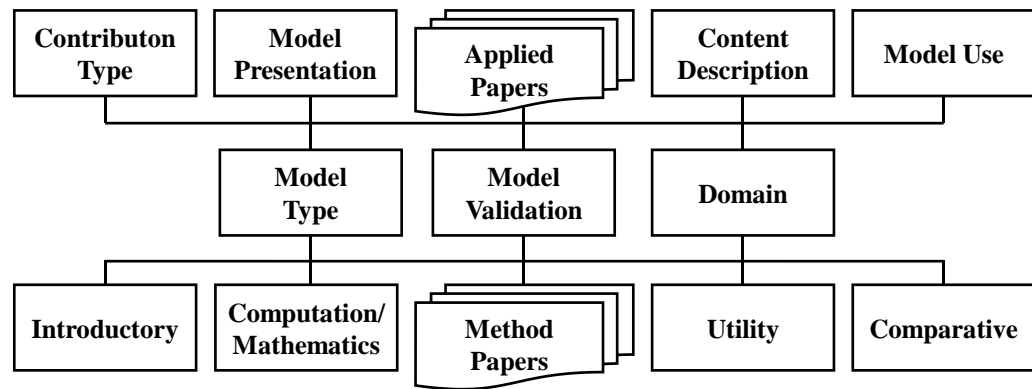 Contributon
Type
Model
Presentation
Applied
Papers
Content
Description
Model Use
Model
Type
Model
Validation
Domain
Introductory
Computation/
Mathematics
Method
Papers
Utility
Comparative